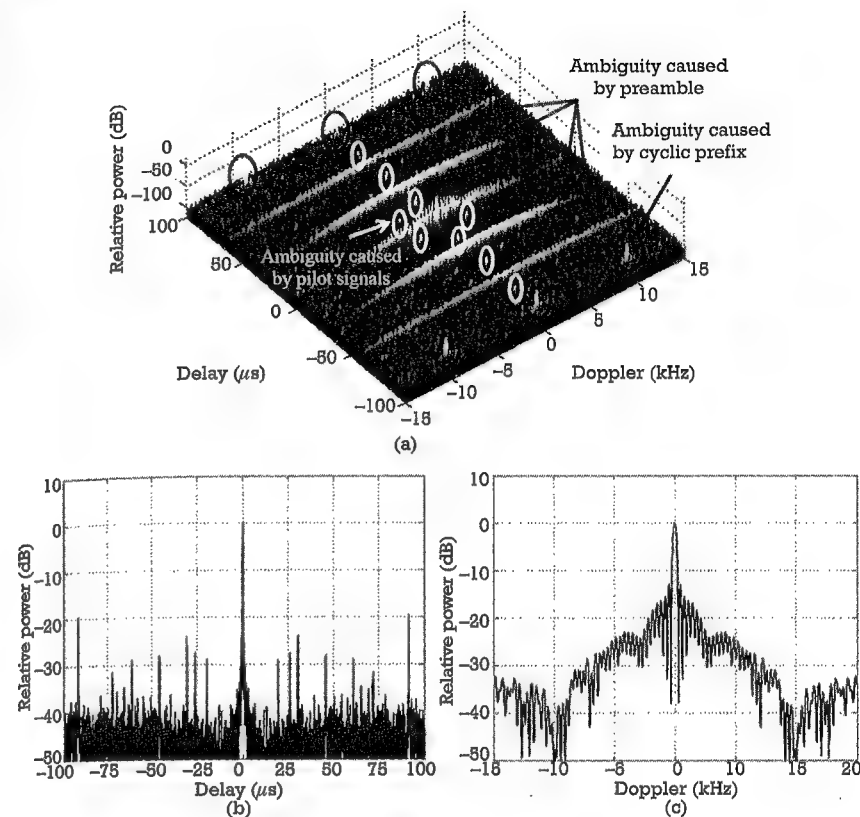 Ambiguity caused
by preamble
Ambiguity caused
by cyclic prefix
Relative power (dB)
0
-50
-100
100
50
0
-50
-100
Ambiguity caused
by pilot signals
15
10
5
0
-5
-10
-15
Delay (μs)
Doppler (kHz)
(a)
10
0
-10
-20
-30
-40
-50
Relative power (dB)
-100 -75 -50 -25 0 25 50 75 100
Delay (μs)
(b)
10
0
-10
-20
-30
-40
-50
Relative power (dB)
-15 -10 -5 0 10 15 20
Doppler (kHz)
(c)